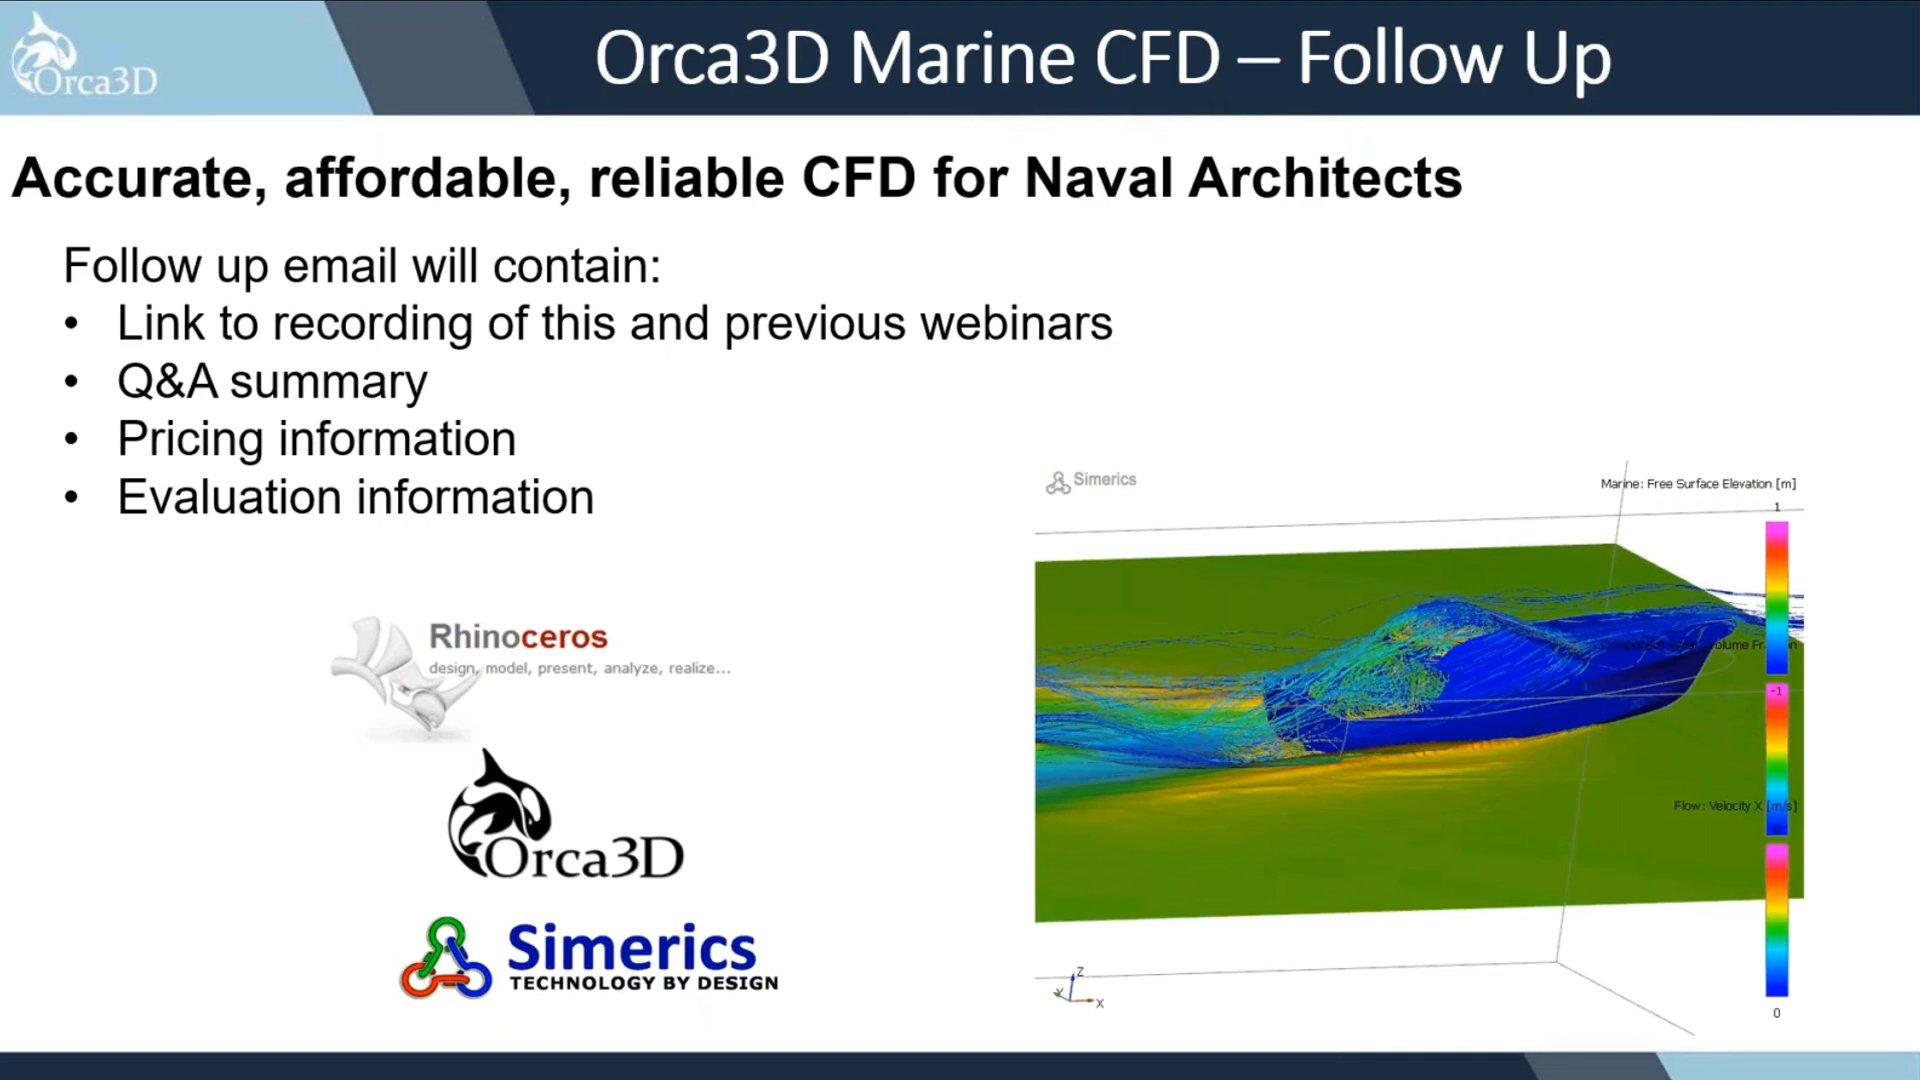 Orca3D
Orca3D Marine CFD – Follow Up
Accurate, affordable, reliable CFD for Naval Architects
Follow up email will contain:
• Link to recording of this and previous webinars
• Q&A summary
• Pricing information
• Evaluation information
Rhinoceros
design, model, present, analyze, realize...
Orca3D
Simerics
TECHNOLOGY BY DESIGN
Simerics
Marine: Free Surface Elevation [m]
1
-1
Flow: Velocity X [m/s]
0
Z
Y
X